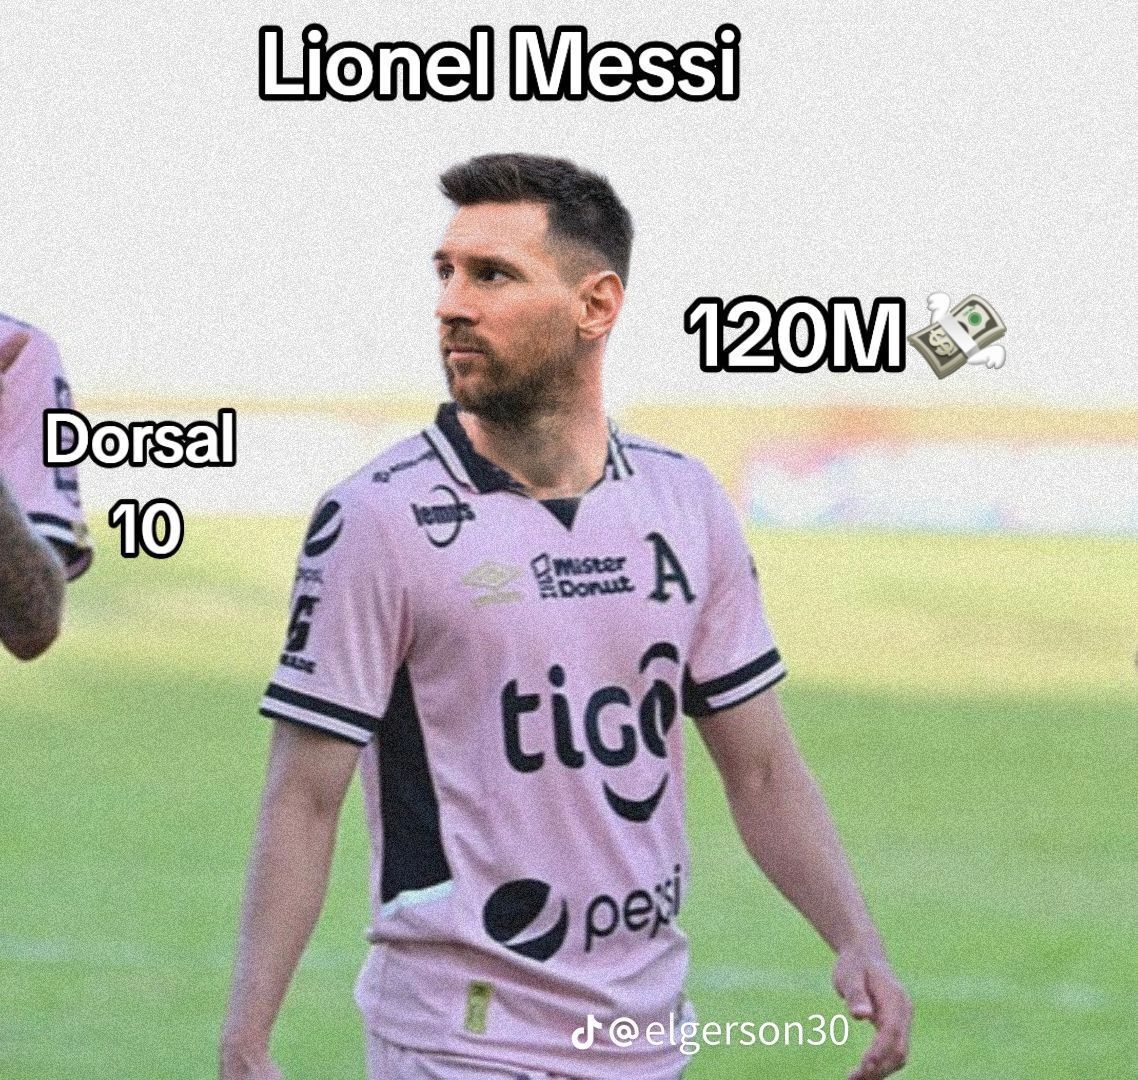 Lionel Messi
120M
Dorsal
10
lemus
mister
Donut
A
tigo
pepsi
@elgerson30